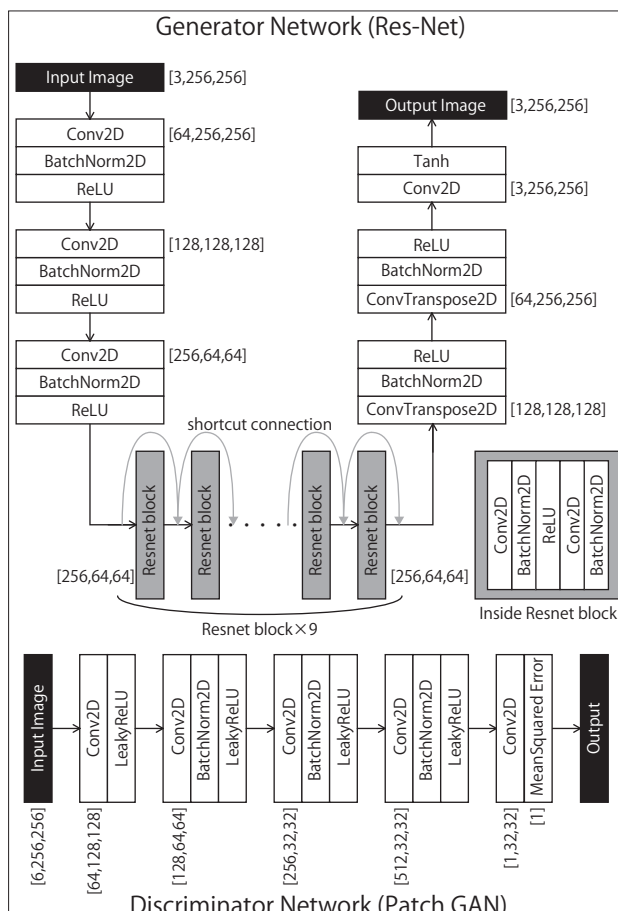 Generator Network (Res-Net)
Input Image
[3,256,256]
Conv2D
[64,256,256]
BatchNorm2D
ReLU
Conv2D
[128,128,128]
BatchNorm2D
ReLU
Conv2D
[256,64,64]
BatchNorm2D
ReLU
Output Image
[3,256,256]
Tanh
Conv2D
[3,256,256]
ReLU
BatchNorm2D
ConvTranspose2D
[64,256,256]
ReLU
BatchNorm2D
ConvTranspose2D
[128,128,128]
shortcut connection
Resnet block
Resnet block
. . . . .
Resnet block
Resnet block
[256,64,64]
[256,64,64]
Resnet block×9
Conv2D
BatchNorm2D
ReLU
Conv2D
BatchNorm2D
Inside Resnet block
Input Image
Conv2D
LeakyReLU
Conv2D
BatchNorm2D
LeakyReLU
Conv2D
BatchNorm2D
LeakyReLU
Conv2D
BatchNorm2D
LeakyReLU
Conv2D
MeanSquared Error
Output
[6,256,256]
[64,128,128]
[128,64,64]
[256,32,32]
[512,32,32]
[1,32,32]
[1]
Discriminator Network (Patch GAN)